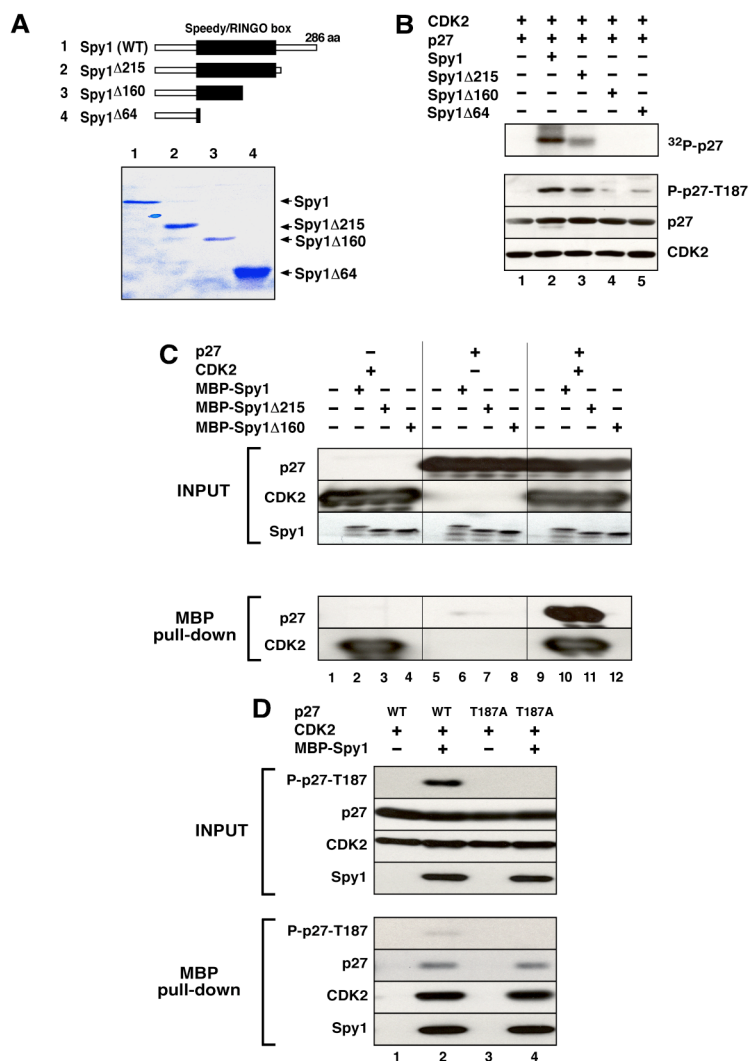 A
Speedy/RINGO box
286 aa
1 Spy1 (WT)
2 Spy1Δ215
3 Spy1Δ160
4 Spy1Δ64
1 2 3 4
Spy1
Spy1Δ215
Spy1Δ160
Spy1Δ64
B
CDK2 + + + + +
p27 + + + + +
Spy1 – + – – –
Spy1Δ215 – – + – –
Spy1Δ160 – – – + –
Spy1Δ64 – – – – +
32P-p27
P-p27-T187
p27
CDK2
1 2 3 4 5
C
p27 – + +
CDK2 + – +
MBP-Spy1 – + – – – + – – – + – –
MBP-Spy1Δ215 – – + – – – + – – – + –
MBP-Spy1Δ160 – – – + – – – + – – – +
INPUT
p27
CDK2
Spy1
MBP
pull-down
p27
CDK2
1 2 3 4 5 6 7 8 9 10 11 12
D
p27 WT WT T187A T187A
CDK2 + + + +
MBP-Spy1 – + – +
INPUT
P-p27-T187
p27
CDK2
Spy1
MBP
pull-down
P-p27-T187
p27
CDK2
Spy1
1 2 3 4